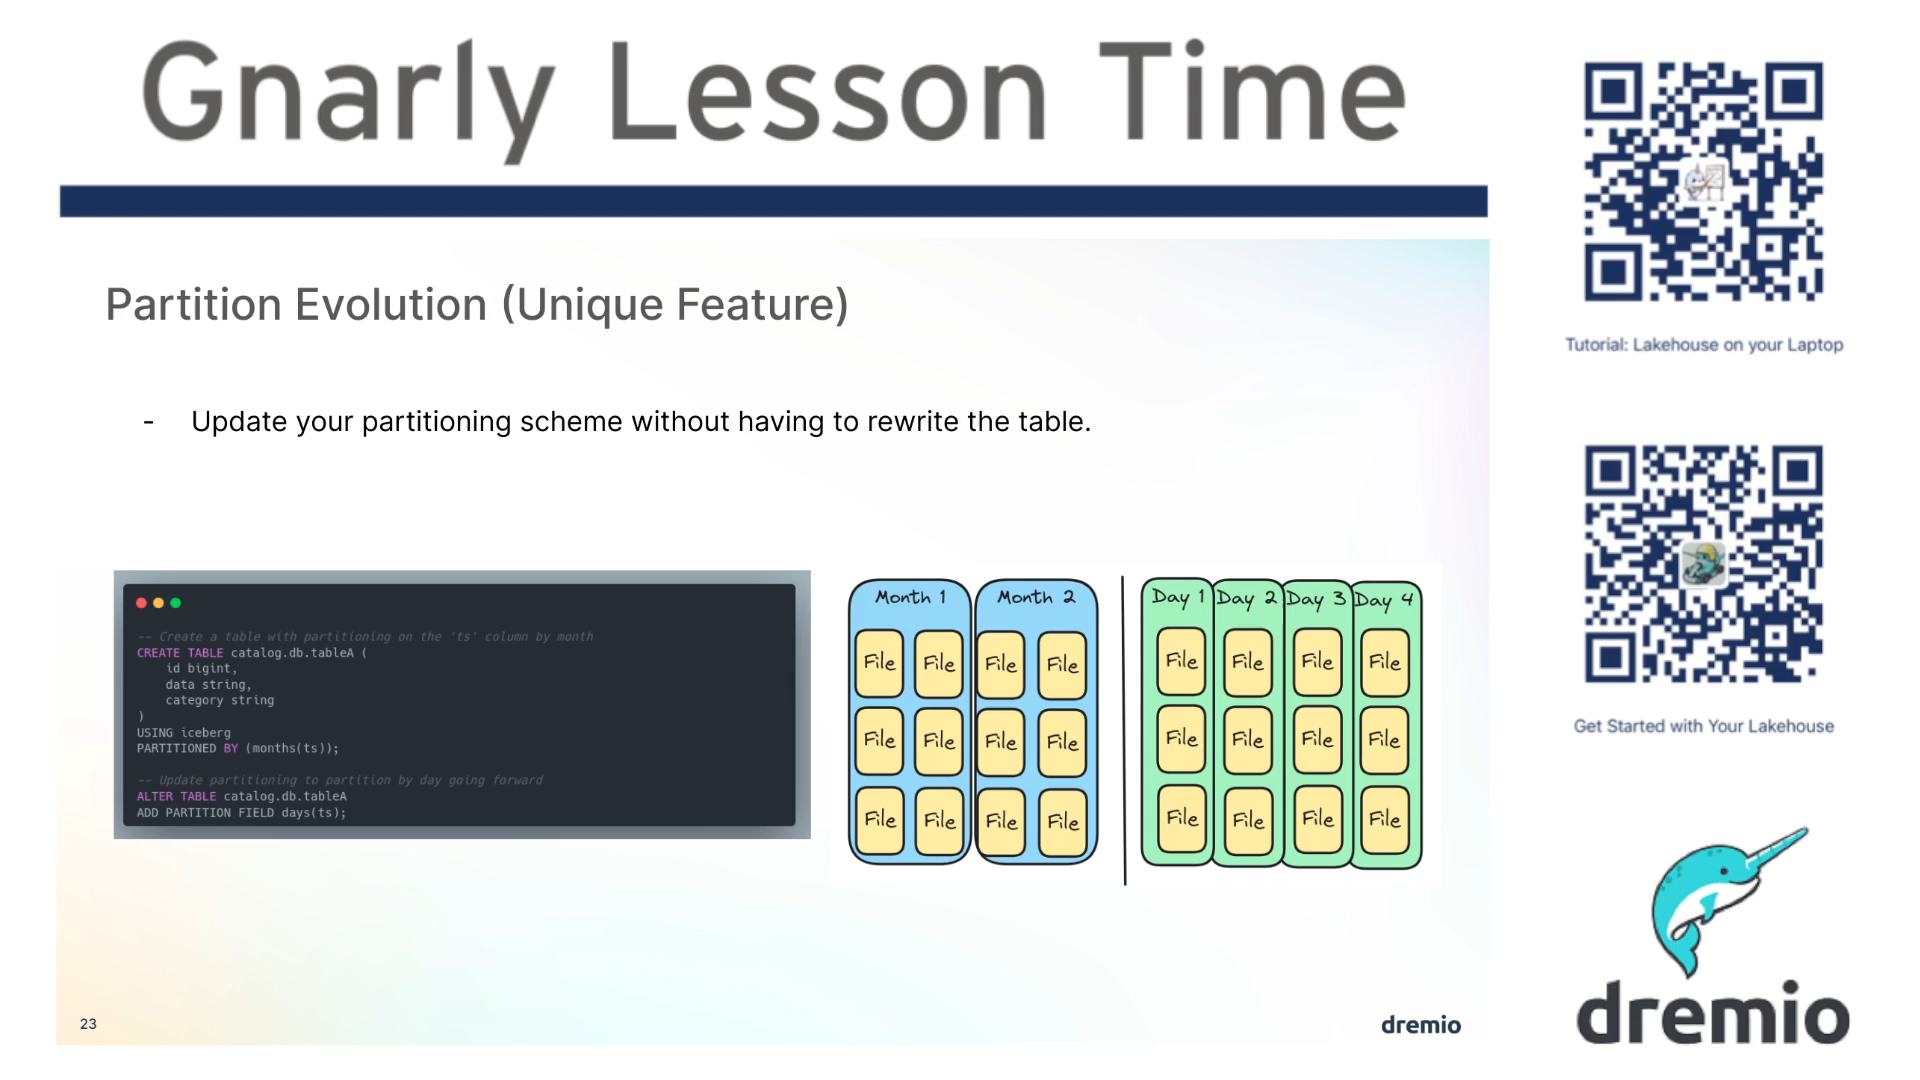 Gnarly Lesson Time
Partition Evolution (Unique Feature)
- Update your partitioning scheme without having to rewrite the table.
-- Create a table with partitioning on the 'ts' column by month
CREATE TABLE catalog.db.tableA (
    id bigint,
    data string,
    category string
)
USING iceberg
PARTITIONED BY (months(ts));
-- Update partitioning to partition by day going forward
ALTER TABLE catalog.db.tableA
ADD PARTITION FIELD days(ts);
Month 1 Month 2
File File File File
File File File File
File File File File
Day 1 Day 2 Day 3 Day 4
File File File File
File File File File
File File File File
23
dremio
Tutorial: Lakehouse on your Laptop
Get Started with Your Lakehouse
dremio